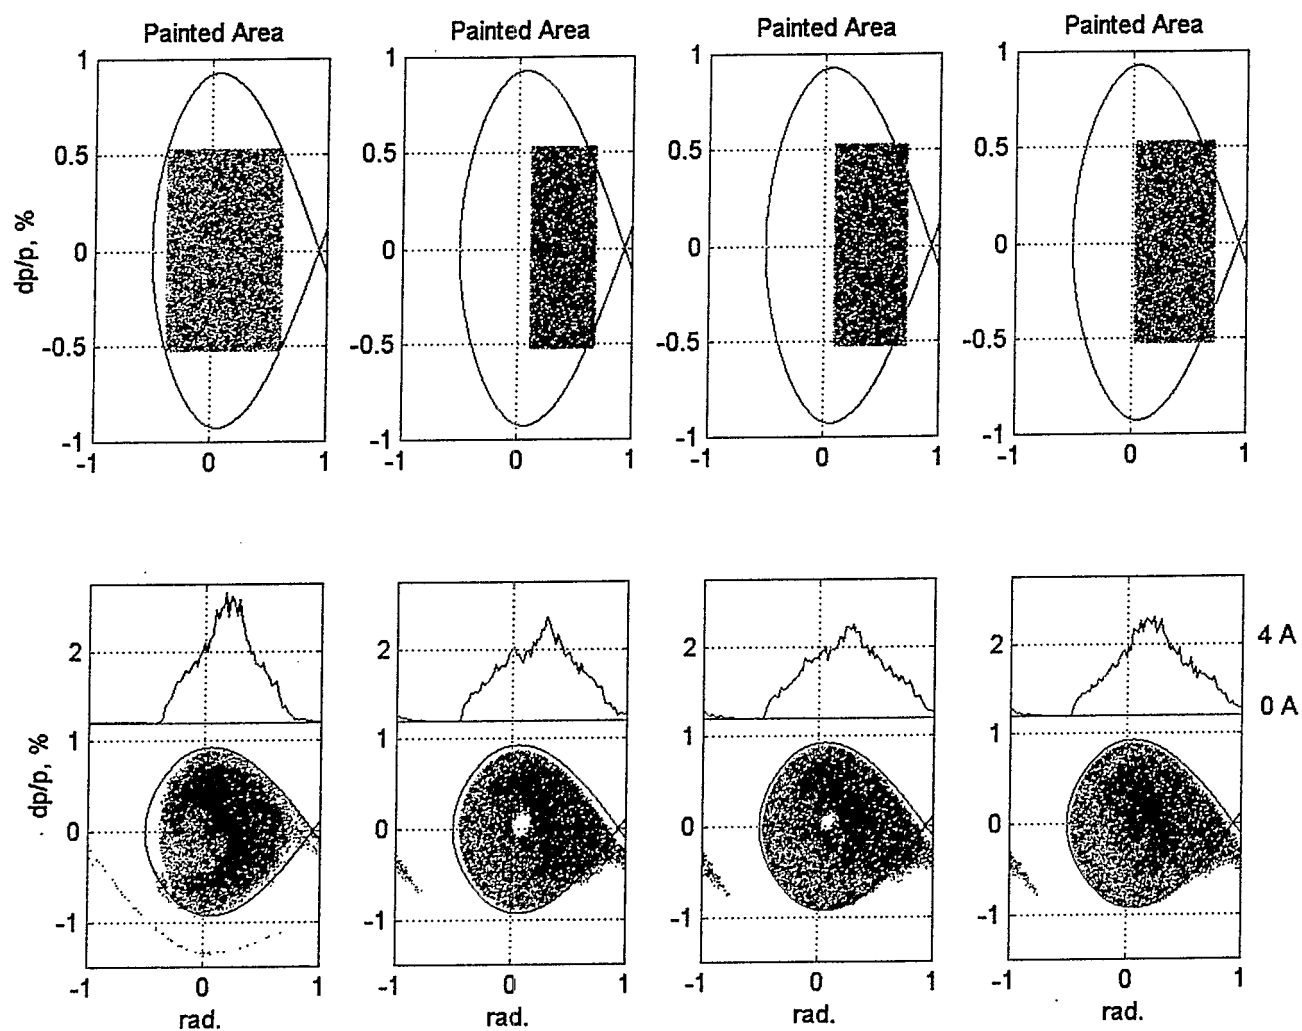 Painted Area Painted Area Painted Area Painted Area
1 1 1 1
0.5 0.5 0.5 0.5
dp/p, % 0 0 0 0
-0.5 -0.5 -0.5 -0.5
-1 -1 -1 -1
-1 0 1 -1 0 1 -1 0 1 -1 0 1
2 2 2 2 4 A
0 A
1 1 1 1
dp/p, % 0 0 0 0
-1 -1 -1 -1
-1 0 1 -1 0 1 -1 0 1 -1 0 1
rad. rad. rad. rad.